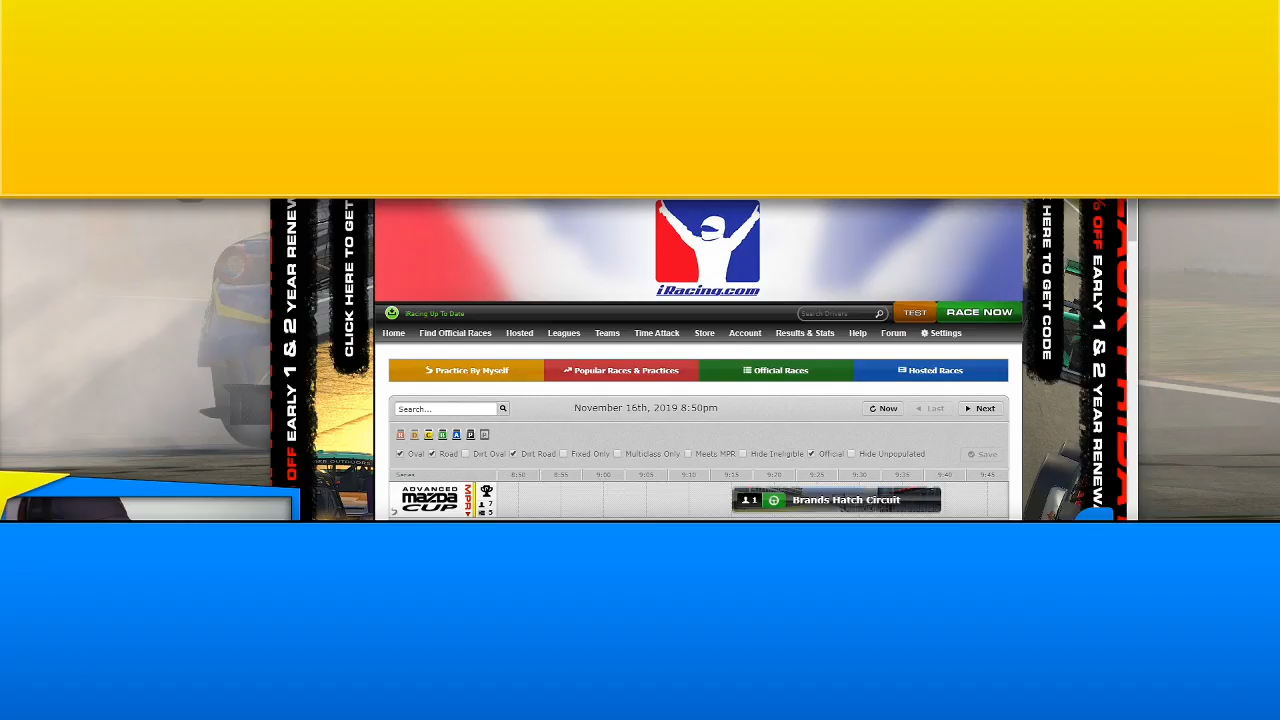 OFF EARLY 1 & 2 YEAR RENEW
CLICK HERE TO GET
iRacing.com
HERE TO GET CODE
% OFF EARLY 1 & 2 YEAR RENEWA
iRacing Up To Date
Search Drivers
TEST
RACE NOW
Home
Find Official Races
Hosted
Leagues
Teams
Time Attack
Store
Account
Results & Stats
Help
Forum
Settings
Practice By Myself
Popular Races & Practices
Official Races
Hosted Races
Search...
November 16th, 2019 8:50pm
Now
Last
Next
R D C B A P P
Oval Road Dirt Oval Dirt Road Fixed Only Multiclass Only Meets MPR Hide Ineligible Official Hide Unpopulated
Save
Series 8:50 8:55 9:00 9:05 9:10 9:15 9:20 9:25 9:30 9:35 9:40 9:45
ADVANCED
MAZDA
CUP
MPR
7
5
1
Brands Hatch Circuit